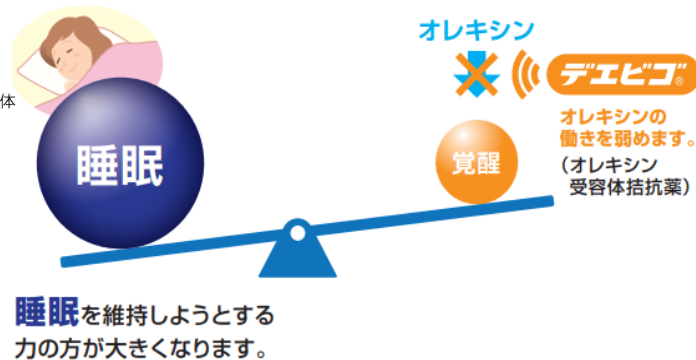 オレキシン
デエビゴ®
体
オレキシンの
働きを弱めます。
(オレキシン
受容体拮抗薬)
睡眠
覚醒
睡眠を維持しようとする
力の方が大きくなります。